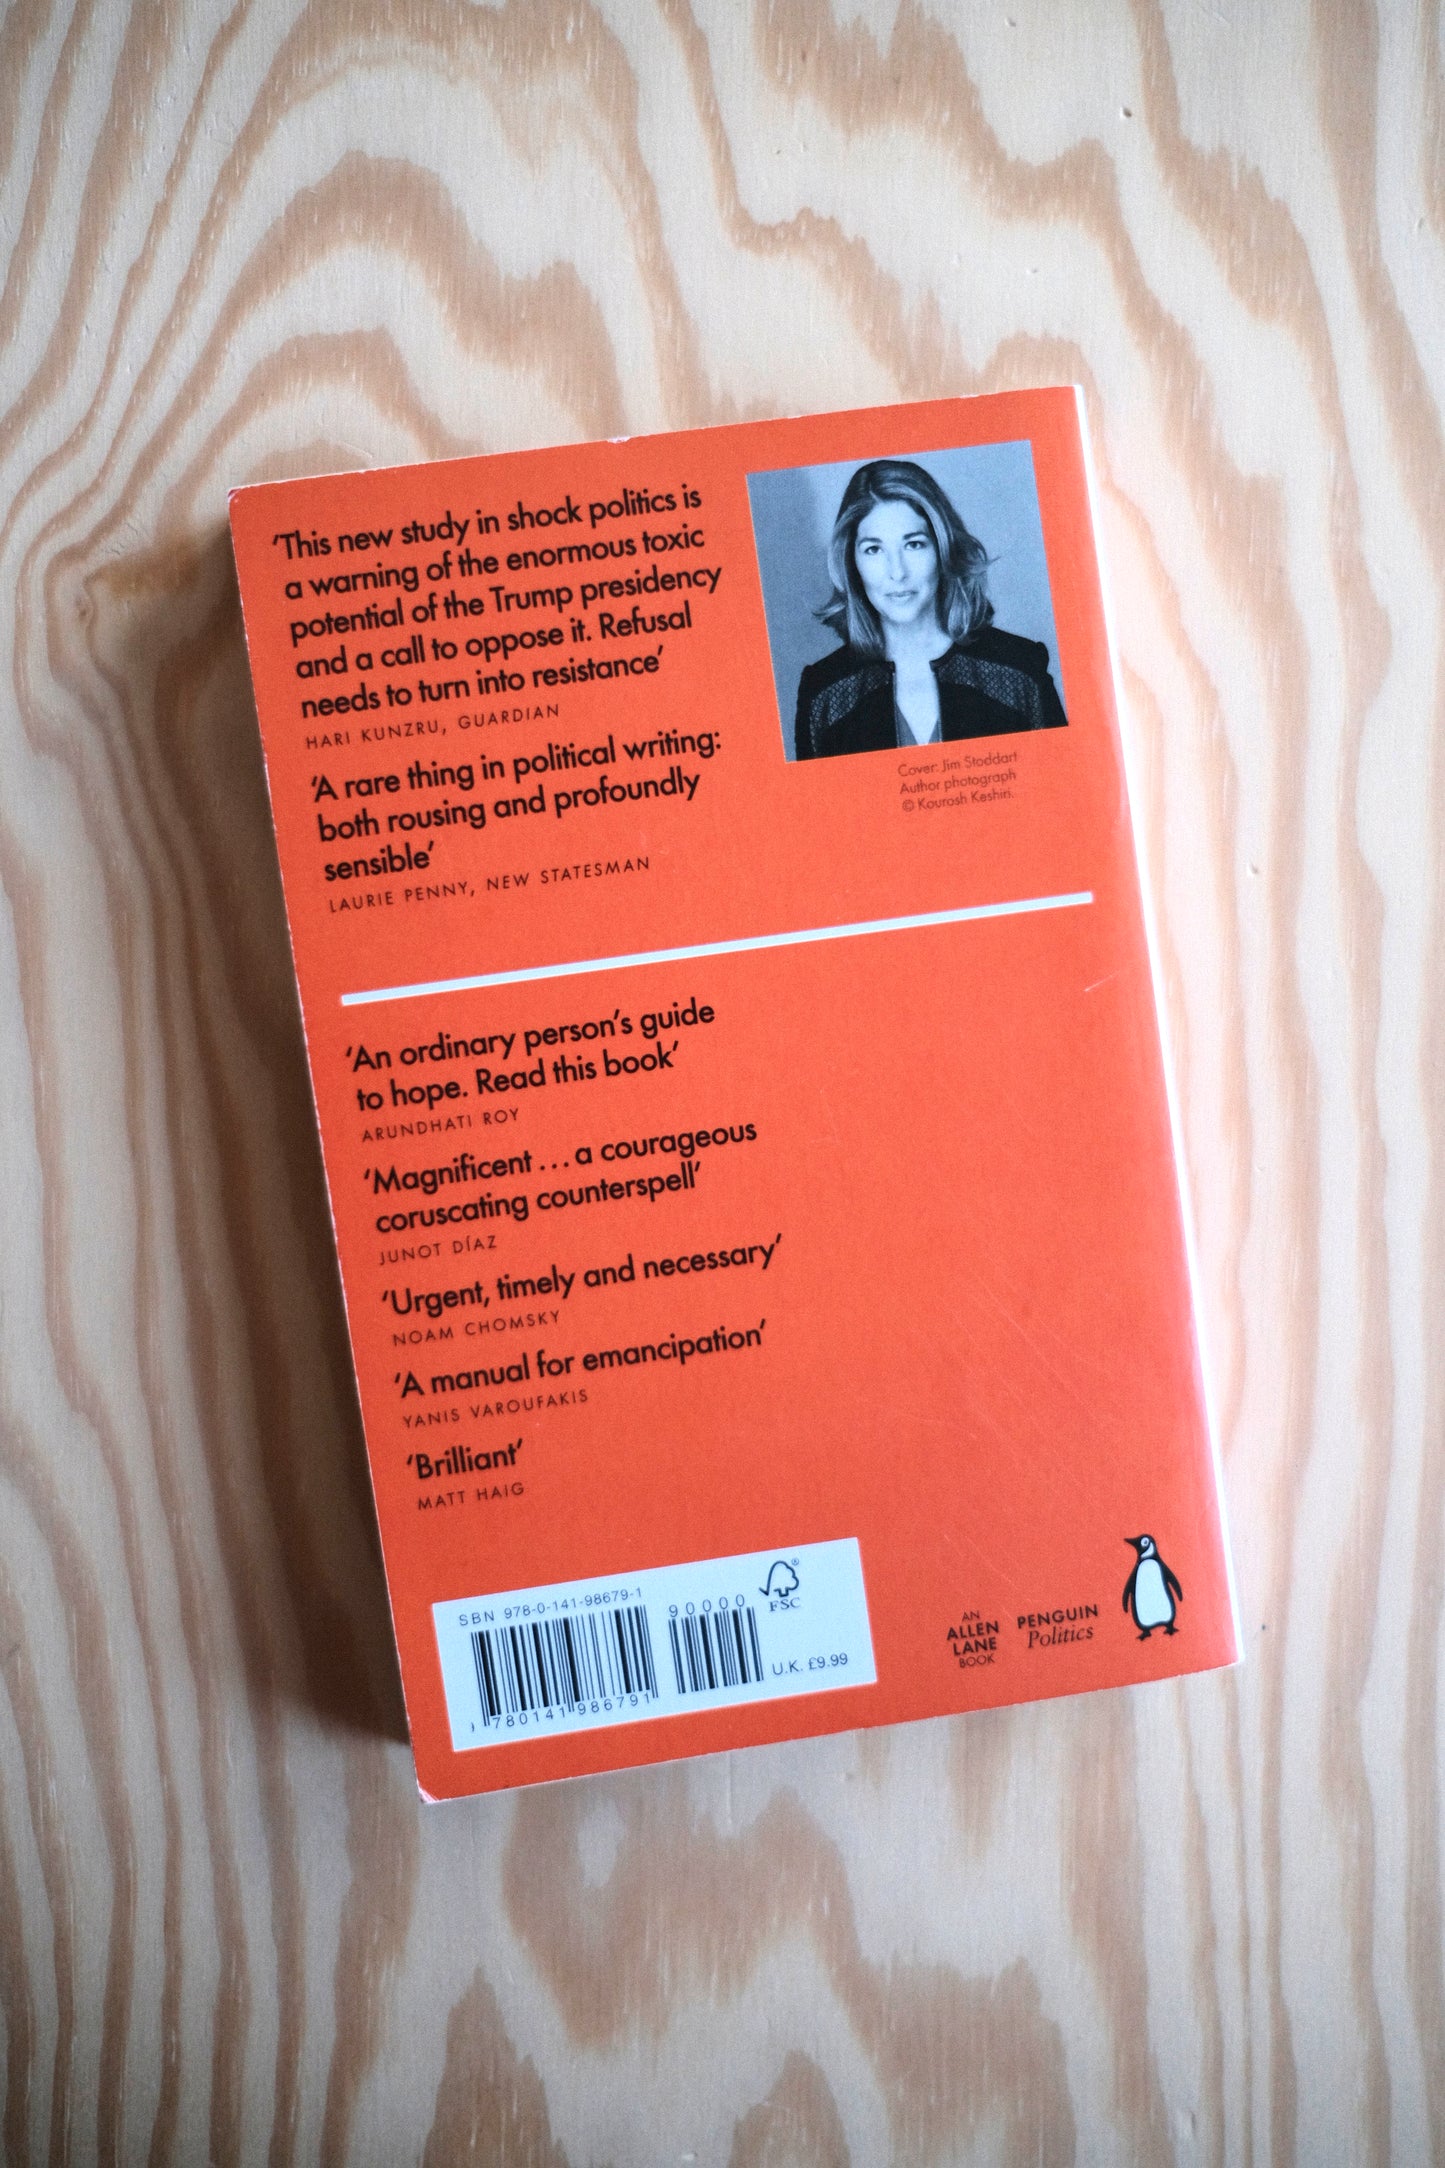 ‘This new study in shock politics is
a warning of the enormous toxic
potential of the Trump presidency
and a call to oppose it. Refusal
needs to turn into resistance’
HARI KUNZRU, GUARDIAN
‘A rare thing in political writing:
both rousing and profoundly
sensible’
LAURIE PENNY, NEW STATESMAN
Cover: Jim Stoddart
Author photograph
© Kourosh Keshiri.
‘An ordinary person’s guide
to hope. Read this book’
ARUNDHATI ROY
‘Magnificent ... a courageous
coruscating counterspell’
JUNOT DÍAZ
‘Urgent, timely and necessary’
NOAM CHOMSKY
‘A manual for emancipation’
YANIS VAROUFAKIS
‘Brilliant’
MATT HAIG
SBN 978-0-141-98679-1
90000
FSC
®
U.K. £9.99
9 780141 986791
AN
ALLEN
LANE
BOOK
PENGUIN
Politics